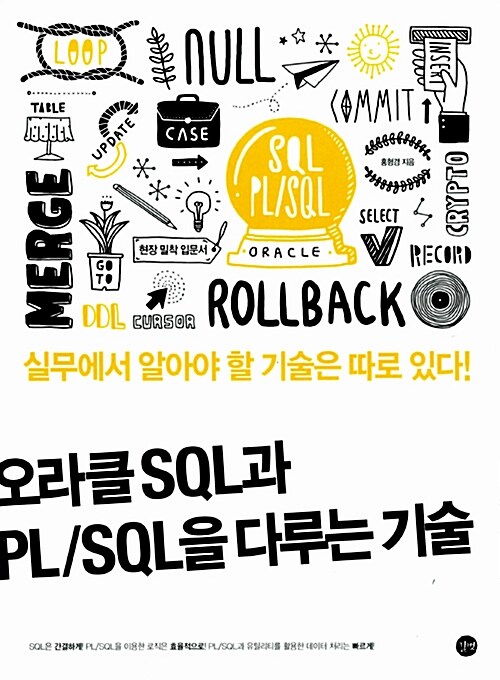 LOOP
NULL
INSERT
TABLE
UPDATE
CASE
COMMIT
SQL
PL/SQL
홍형경 지음
CRYPTO
MERGE
SELECT
GO
TO
현장 밀착 입문서
ORACLE
RECORD
DDL
CURSOR
ROLLBACK
실무에서 알아야 할 기술은 따로 있다!
오라클 SQL과
PL/SQL을 다루는 기술
SQL은 간결하게! PL/SQL을 이용한 로직은 효율적으로! PL/SQL과 유틸리티를 활용한 데이터 처리는 빠르게!
길벗